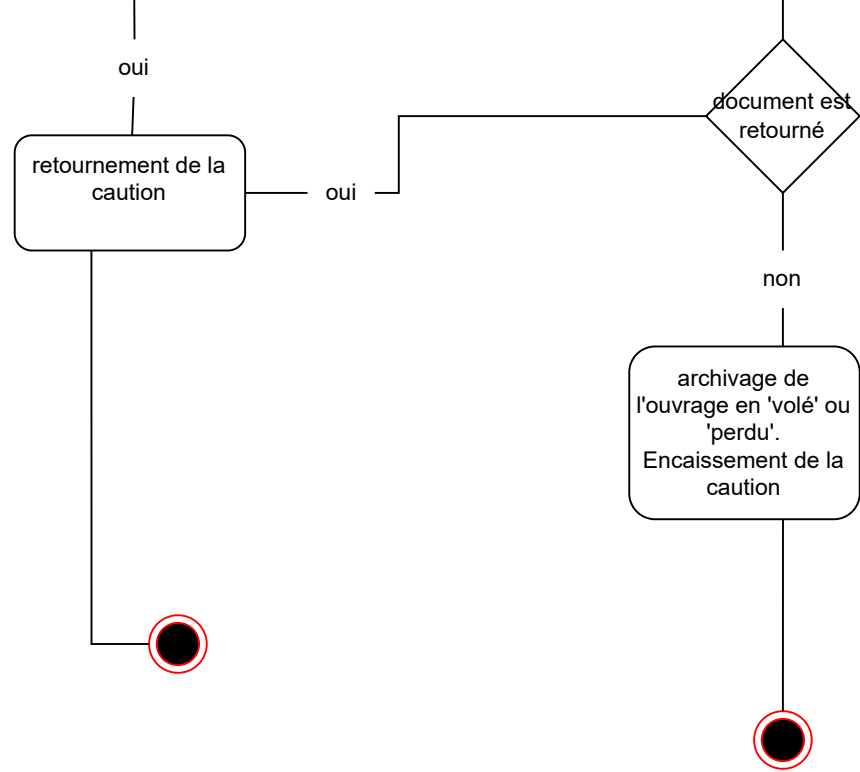 oui
document est
retourné
retournement de la
caution
oui
non
archivage de
l'ouvrage en 'volé' ou
'perdu'.
Encaissement de la
caution